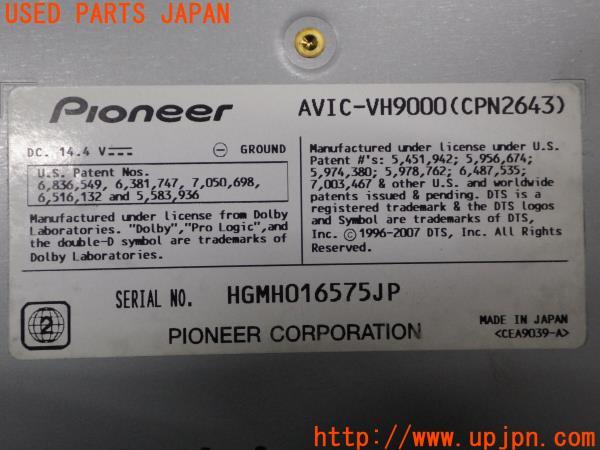 USED PARTS JAPAN
Pioneer
AVIC-VH9000(CPN2643)
DC. 14.4 V
GROUND
U.S. Patent Nos.
6,836,549, 6,381,747, 7,050,698,
6,516,132 and 5,583,936
Manufactured under license from Dolby
Laboratories. "Dolby","Pro Logic",and
the double-D symbol are trademarks of
Dolby Laboratories.
Manufactured under license under U.S.
Patent #'s: 5,451,942; 5,956,674;
5,974,380; 5,978,762; 6,487,535;
7,003,467 & other U.S. and worldwide
patents issued & pending. DTS is a
registered trademark & the DTS logos
and Symbol are trademarks of DTS,
Inc. © 1996-2007 DTS, Inc. All Rights
Reserved.
SERIAL NO. HGMH016575JP
2
PIONEER CORPORATION
MADE IN JAPAN
<CEA9039-A>
http://www.upjpn.com